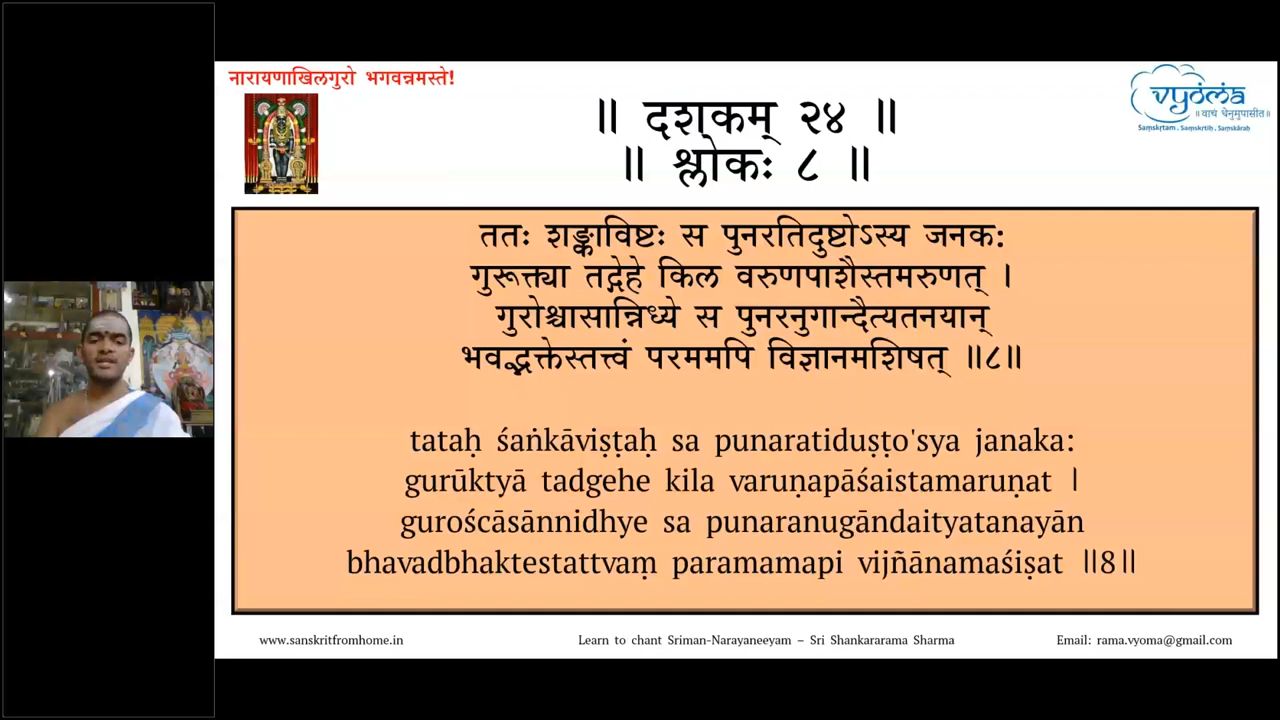 नारायणाखिलगुरो भगवन्नमस्ते!
vyoma
॥ वाचं धेनुमुपासीत॥
Saṃskṛtam . Saṃskṛtiḥ . Saṃskāraḥ
॥ दशकम् २४ ॥
॥ श्लोकः ८ ॥
ततः शङ्काविष्टः स पुनरतिदुष्टोऽस्य जनक:
गुरूक्त्या तद्गेहे किल वरुणपाशैस्तमरुणत् ।
गुरोश्चासान्निध्ये स पुनरनुगान्दैत्यतनयान्
भवद्भक्तेस्तत्त्वं परममपि विज्ञानमशिषत् ॥८॥
tataḥ śaṅkāviṣṭaḥ sa punaratiduṣṭo'sya janaka:
gurūktyā tadgehe kila varuṇapāśaistamaruṇat |
guroścāsānnidhye sa punaranugāndaityatanayān
bhavadbhaktestattvaṃ paramamapi vijñānamaśiṣat ||8||
www.sanskritfromhome.in
Learn to chant Sriman-Narayaneeyam – Sri Shankararama Sharma
Email: rama.vyoma@gmail.com